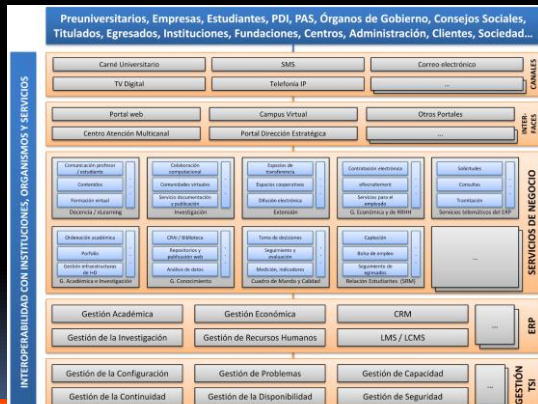 Preuniversitarios, Empresas, Estudiantes, PDI, PAS, Órganos de Gobierno, Consejos Sociales,
Titulados, Egresados, Instituciones, Fundaciones, Centros, Administración, Clientes, Sociedad...
INTEROPERABILIDAD CON INSTITUCIONES, ORGANISMOS Y SERVICIOS
Carné Universitario
SMS
Correo electrónico
TV Digital
Telefonía IP
...
CANALES
Portal web
Campus Virtual
Otros Portales
Centro Atención Multicanal
Portal Dirección Estratégica
...
INTER-
FACES
Comunicación profesor
/ estudiante
Contenidos
Formación virtual
Docencia / eLearning
Colaboración
computacional
Comunidades virtuales
Servicio documentación
y publicación
Investigación
Espacios de
transferencia
Espacios cooperativos
Difusión electrónica
Extensión
Contratación electrónica
eRecruitement
Servicios para el
empleado
G. Económica y de RRHH
Solicitudes
Consultas
Tramitación
Servicios telemáticos del ERP
Ordenación académica
Porfolio
Gestión infraestructuras
de I+D
G. Académica e Investigación
CRAI / Biblioteca
Repositorios y
publicación web
Análisis de datos
G. Conocimiento
Toma de decisiones
Seguimiento y
evaluación
Medición, Indicadores
Cuadro de Mando y Calidad
Captación
Bolsa de empleo
Seguimiento de
egresados
Relación Estudiantes (SRM)
...
SERVICIOS DE NEGOCIO
Gestión Académica
Gestión Económica
CRM
Gestión de la Investigación
Gestión de Recursos Humanos
LMS / LCMS
...
ERP
Gestión de la Configuración
Gestión de Problemas
Gestión de Capacidad
Gestión de la Continuidad
Gestión de la Disponibilidad
Gestión de Seguridad
...
GESTIÓN
TSI